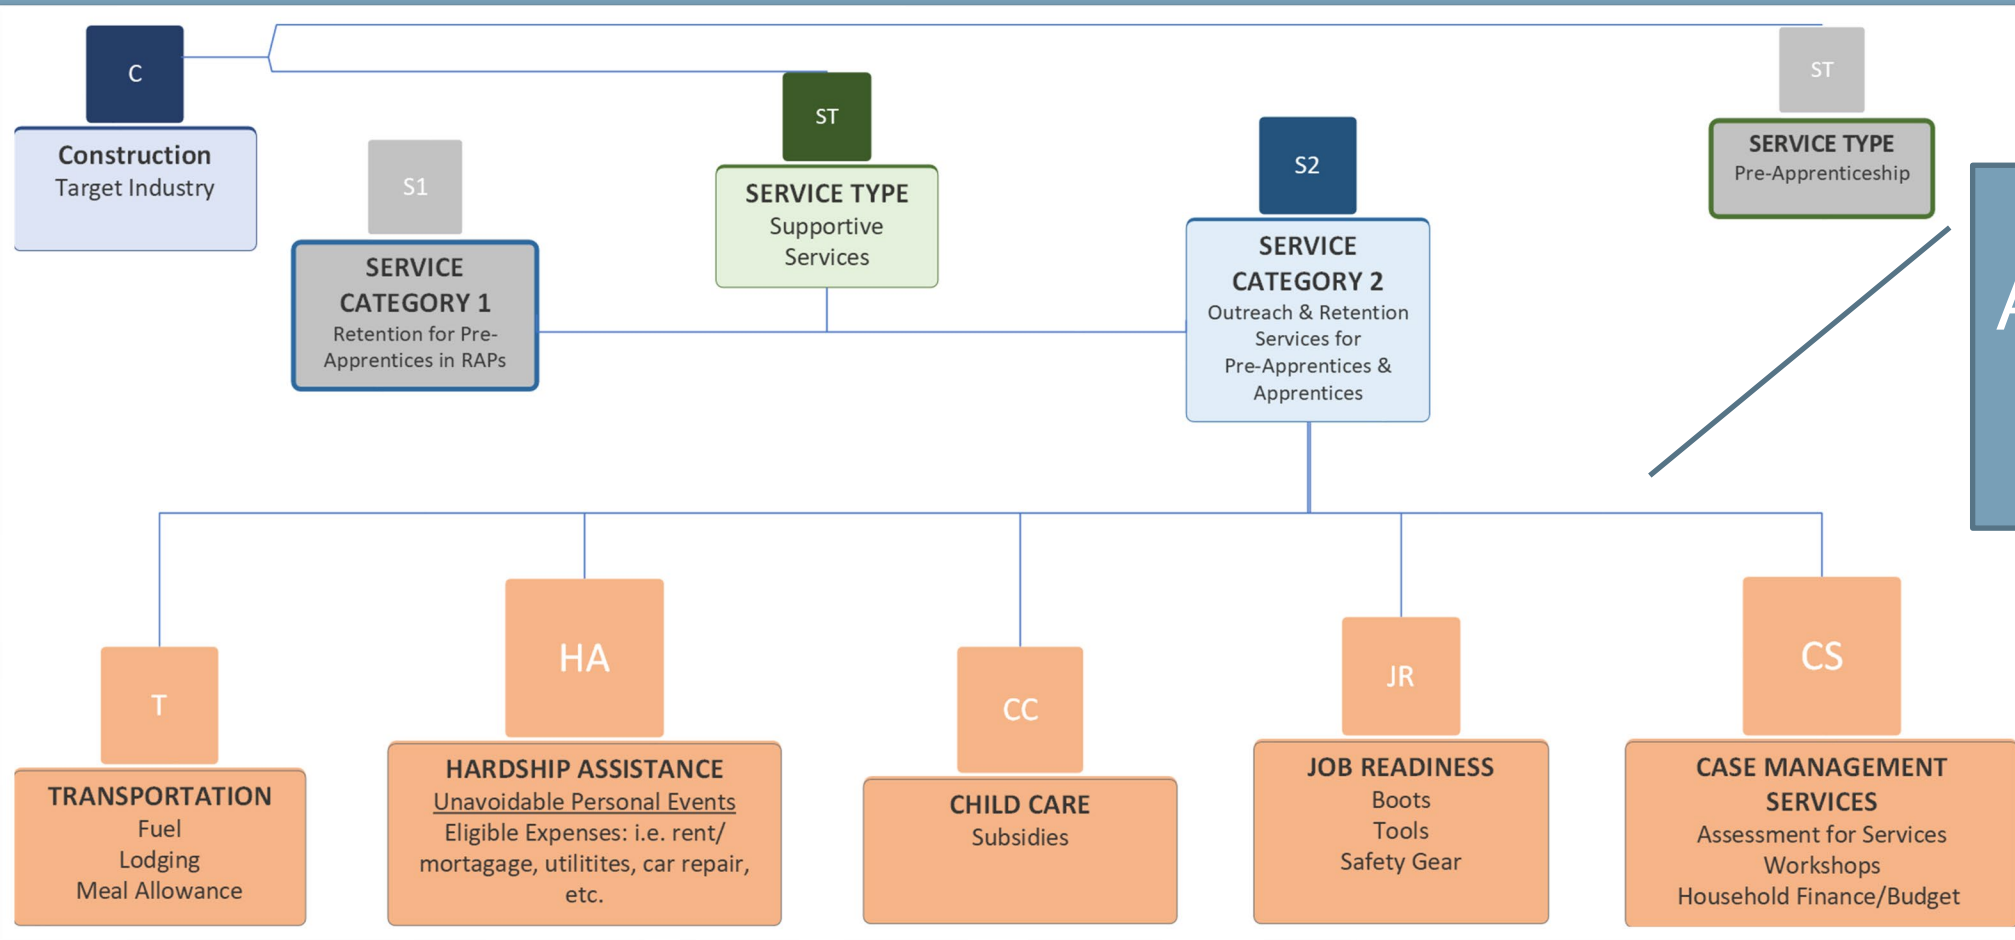 C
Construction
Target Industry
S1
SERVICE
CATEGORY 1
Retention for Pre-
Apprentices in RAPs
ST
SERVICE TYPE
Supportive
Services
S2
SERVICE
CATEGORY 2
Outreach & Retention
Services for
Pre-Apprentices &
Apprentices
ST
SERVICE TYPE
Pre-Apprenticeship
T
TRANSPORTATION
Fuel
Lodging
Meal Allowance
HA
HARDSHIP ASSISTANCE
Unavoidable Personal Events
Eligible Expenses: i.e. rent/
mortagage, utilitites, car repair,
etc.
CC
CHILD CARE
Subsidies
JR
JOB READINESS
Boots
Tools
Safety Gear
CS
CASE MANAGEMENT
SERVICES
Assessment for Services
Workshops
Household Finance/Budget